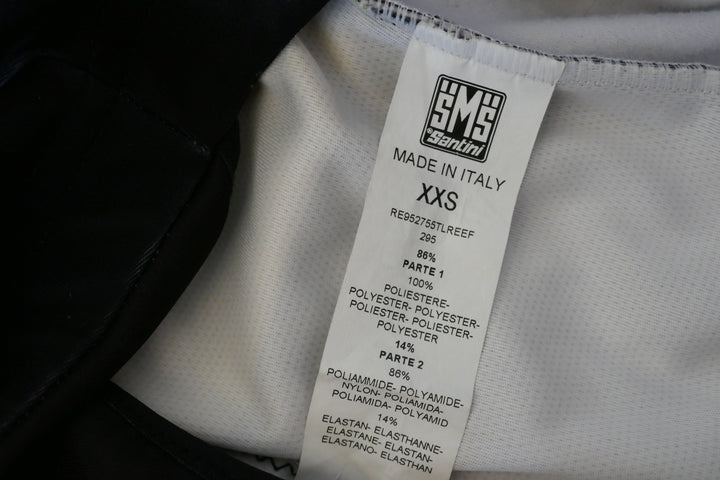 SMS
®Santini
MADE IN ITALY
XXS
RE952755TLREEF
295
86%
PARTE 1
100%
POLIESTERE-
POLYESTER- POLYESTER-
POLIESTER- POLIESTER-
POLYESTER
14%
PARTE 2
86%
POLIAMMIDE- POLYAMIDE-
NYLON- POLIAMIDA-
POLIAMIDA- POLYAMID
14%
ELASTAN- ELASTHANNE-
ELASTANE- ELASTAN-
ELASTANO- ELASTHAN